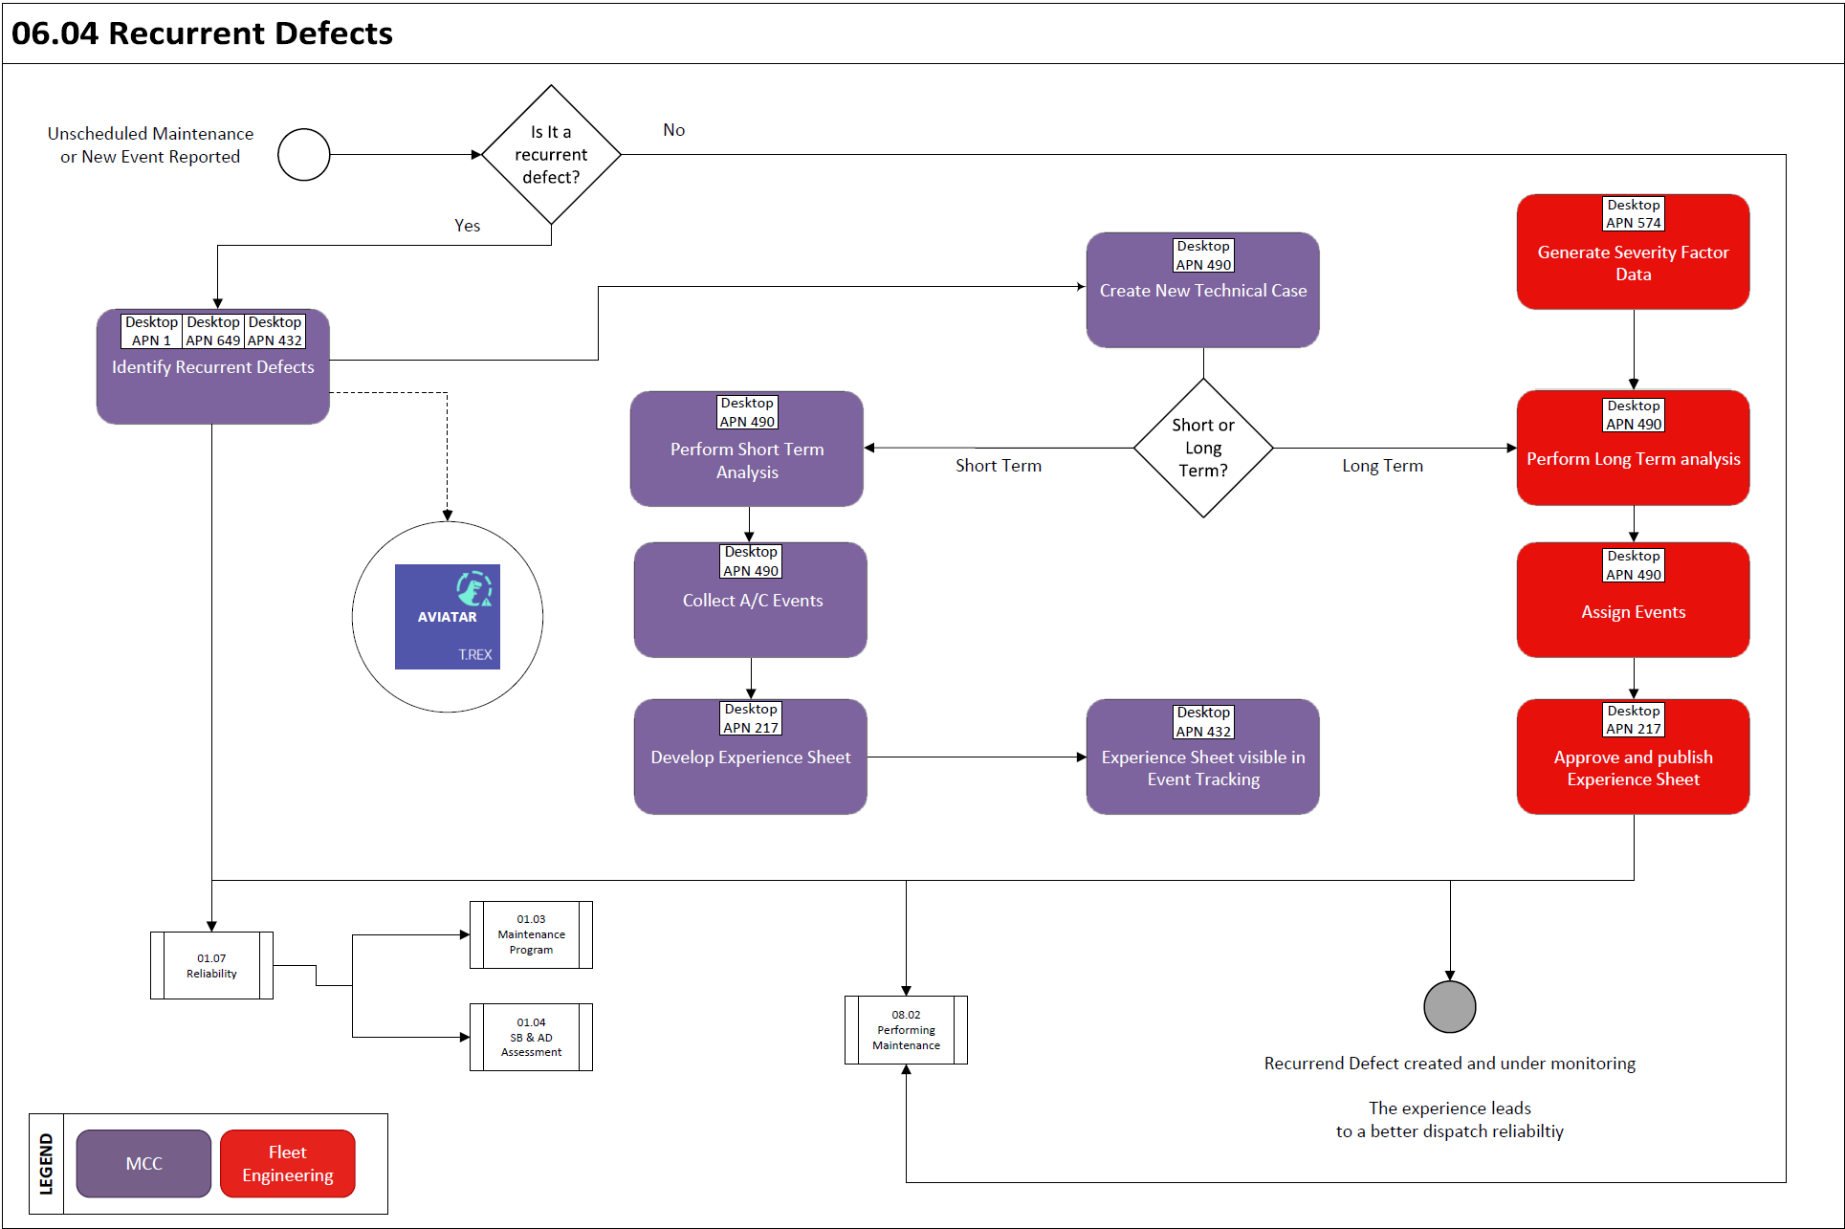 06.04 Recurrent Defects
Unscheduled Maintenance
or New Event Reported
Is It a
recurrent
defect?
No
Yes
Desktop
APN 1
Desktop
APN 649
Desktop
APN 432
Identify Recurrent Defects
Desktop
APN 490
Create New Technical Case
Desktop
APN 574
Generate Severity Factor
Data
Desktop
APN 490
Perform Short Term
Analysis
Short Term
Short or
Long
Term?
Long Term
Desktop
APN 490
Perform Long Term analysis
AVIATAR
T.REX
Desktop
APN 490
Collect A/C Events
Desktop
APN 490
Assign Events
Desktop
APN 217
Develop Experience Sheet
Desktop
APN 432
Experience Sheet visible in
Event Tracking
Desktop
APN 217
Approve and publish
Experience Sheet
01.07
Reliability
01.03
Maintenance
Program
01.04
SB & AD
Assessment
08.02
Performing
Maintenance
Recurrend Defect created and under monitoring
The experience leads
to a better dispatch reliabiltiy
LEGEND
MCC
Fleet
Engineering